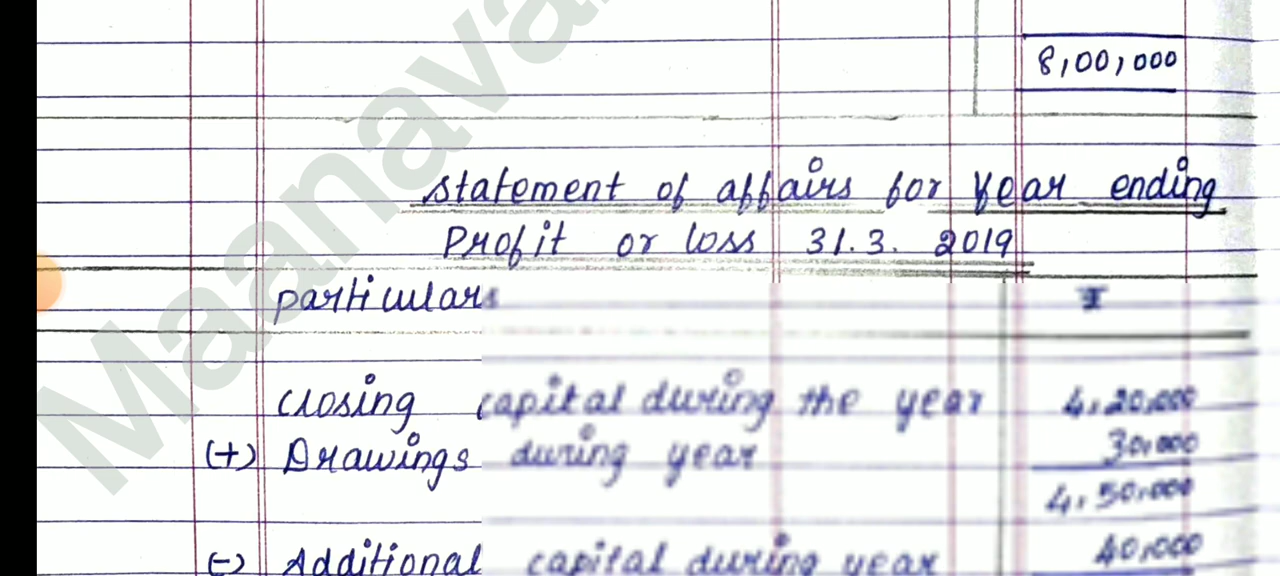 8,00,000
Statement of affairs for Year ending
Profit or loss 31.3. 2019
particulars ₹
Closing capital during the year 4,20,000
(+) Drawings during year 30,000
4,50,000
(-) Additional capital during year 40,000
Maanava